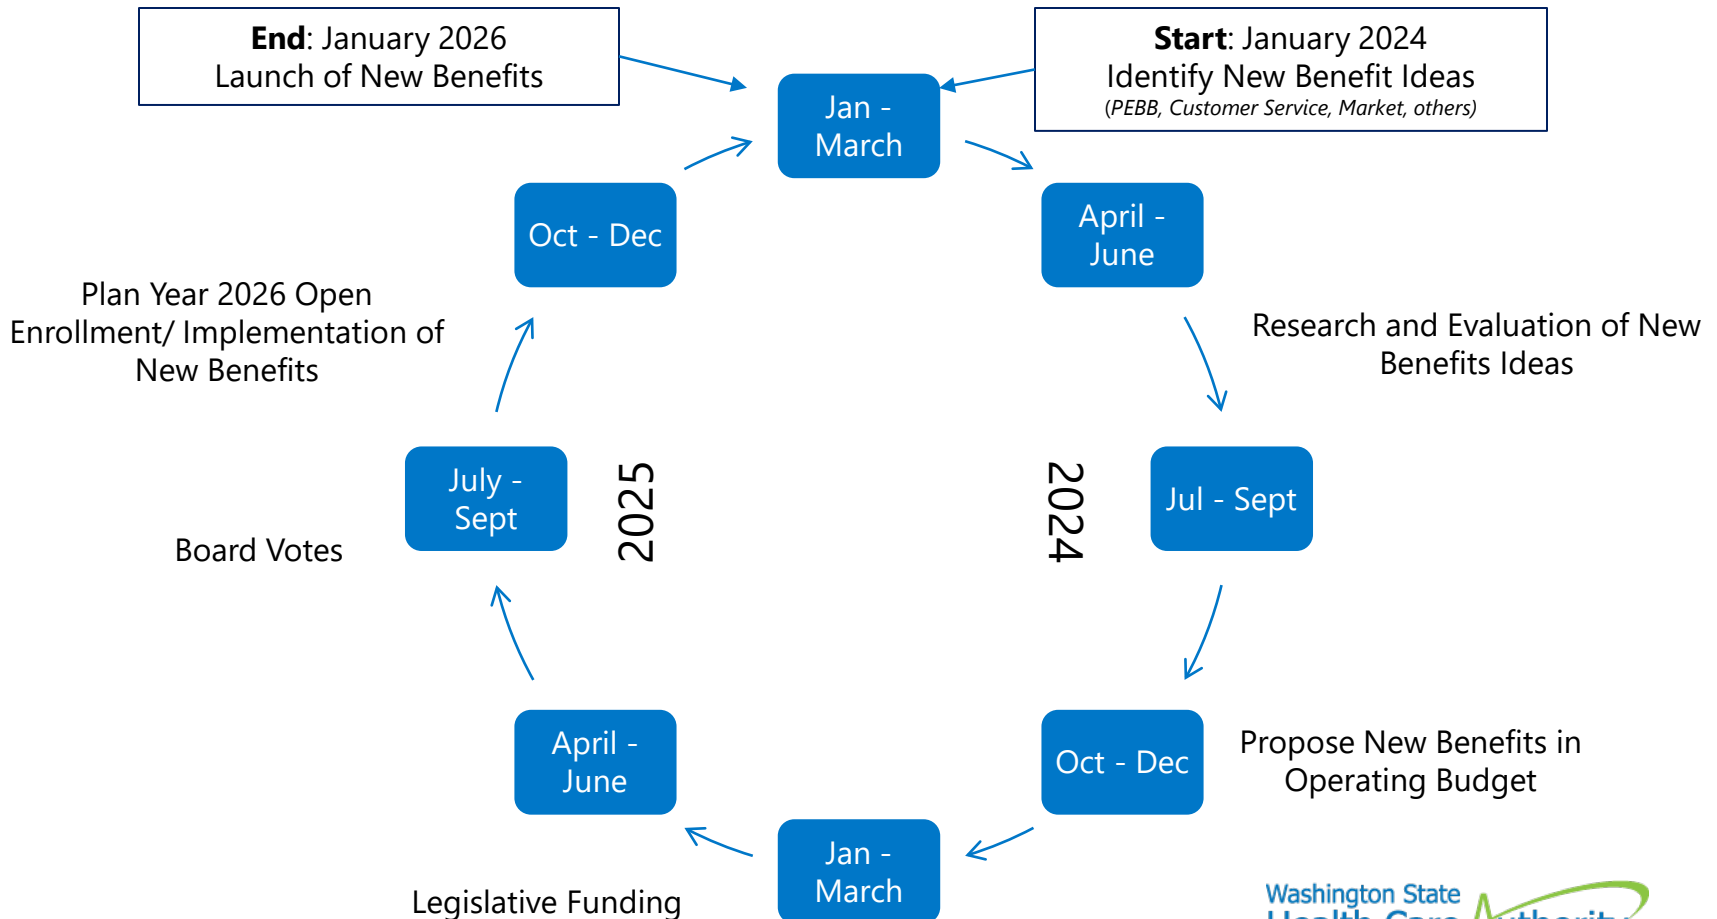 End: January 2026
Launch of New Benefits
Start: January 2024
Identify New Benefit Ideas
(PEBB, Customer Service, Market, others)
Jan -
March
April -
June
Research and Evaluation of New
Benefits Ideas
2024
Jul - Sept
Oct - Dec
Propose New Benefits in
Operating Budget
Jan -
March
Legislative Funding
April -
June
Board Votes
July -
Sept
2025
Plan Year 2026 Open
Enrollment/ Implementation of
New Benefits
Oct - Dec
Washington State
Health Care Authority